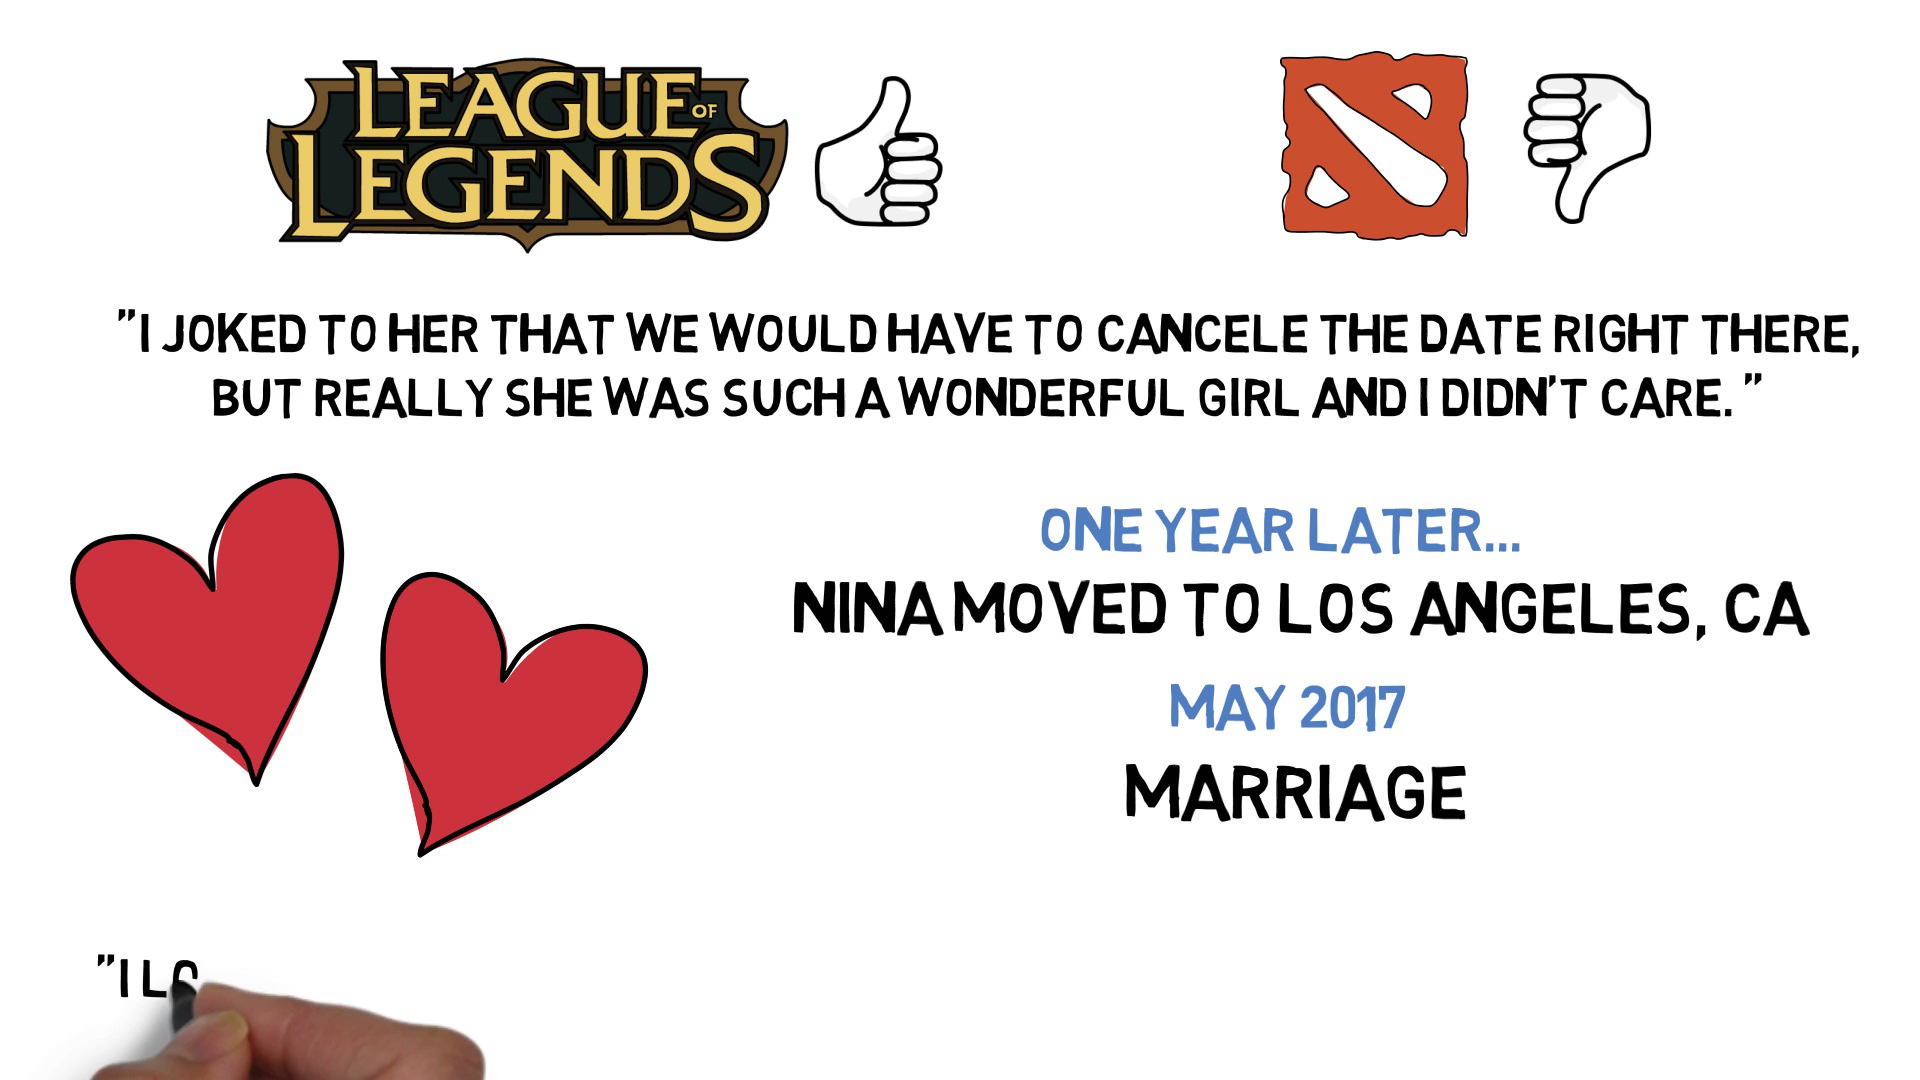 LEAGUE OF
LEGENDS
"I JOKED TO HER THAT WE WOULD HAVE TO CANCELE THE DATE RIGHT THERE,
BUT REALLY SHE WAS SUCH A WONDERFUL GIRL AND I DIDN'T CARE. "
ONE YEAR LATER...
NINA MOVED TO LOS ANGELES, CA
MAY 2017
MARRIAGE
"I L